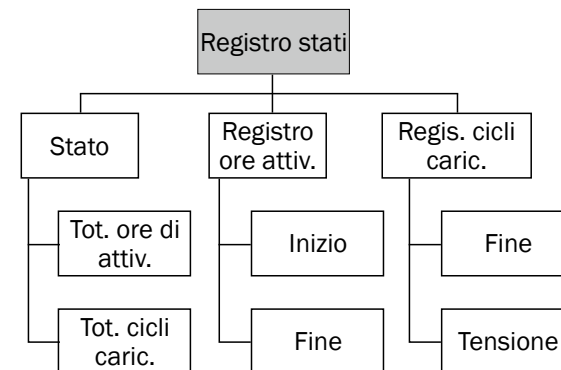 Registro stati
Stato
Registro
ore attiv.
Regis. cicli
caric.
Tot. ore di
attiv.
Inizio
Fine
Tot. cicli
caric.
Fine
Tensione